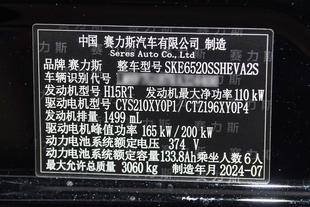 中国 赛力斯汽车有限公司 制造
Seres Auto Co., Ltd.
品牌 赛力斯 整车型号 SKE6520SSHEVA2S
车辆识别代号
发动机型号 H15RT 发动机最大净功率 110 kW
驱动电机型号 CYS210XY0P1/CTZ196XY0P4
发动机排量 1499 mL
驱动电机峰值功率 165 kW/200 kW
动力电池系统额定电压 374 V
动力电池系统额定容量 133.8Ah 乘坐人数 6人
最大允许总质量 3060 kg 制造年月 2024-07